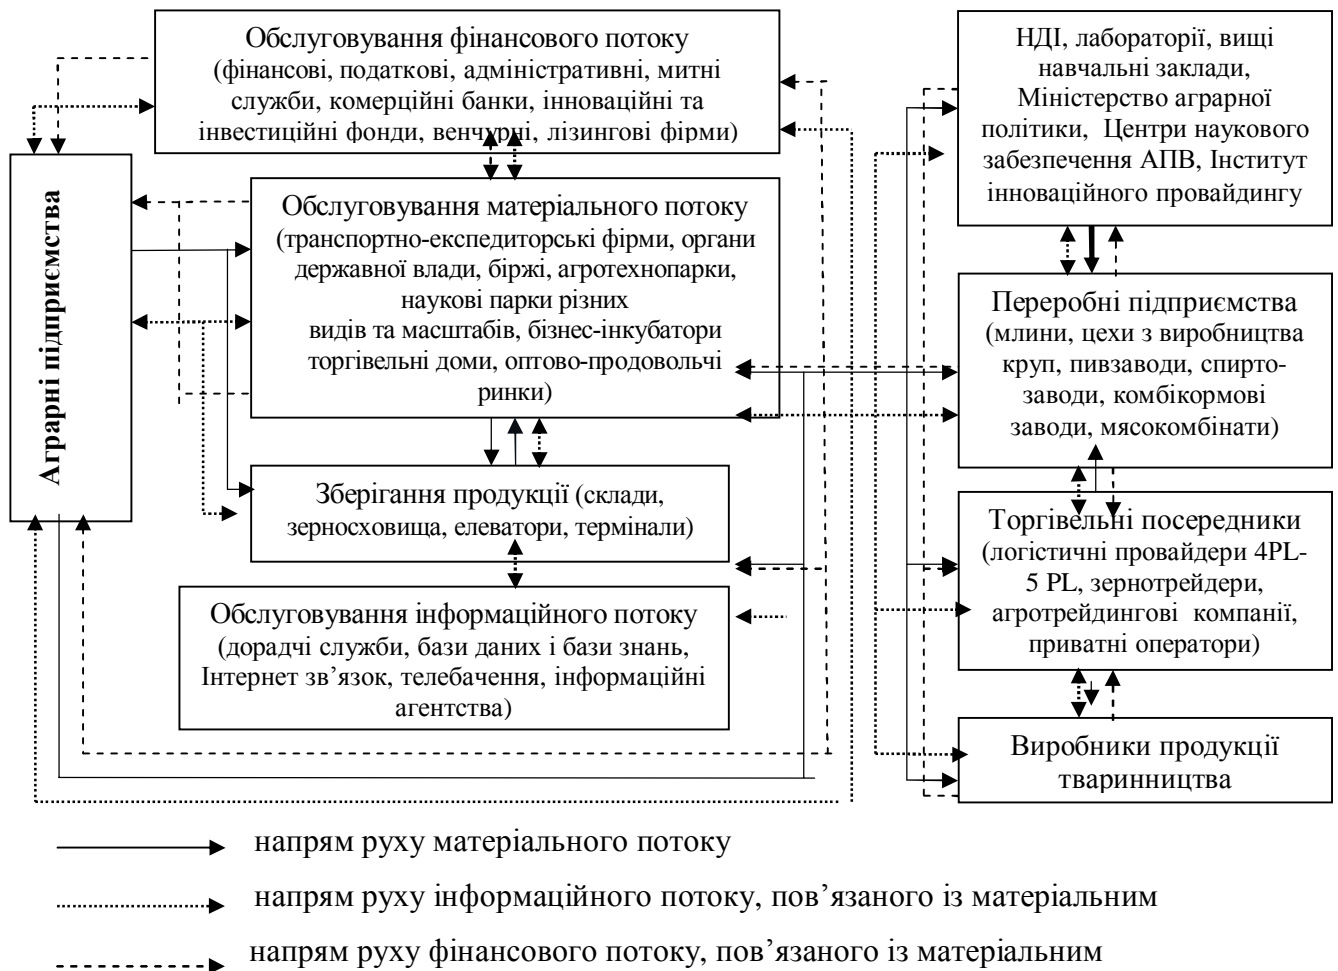 Обслуговування фінансового потоку
(фінансові, податкові, адміністративні, митні
служби, комерційні банки, інноваційні та
інвестиційні фонди, венчурні, лізингові фірми)
Аграрні підприємства
Обслуговування матеріального потоку
(транспортно-експедиторські фірми, органи
державної влади, біржі, агротехнопарки,
наукові парки різних
видів та масштабів, бізнес-інкубатори
торгівельні доми, оптово-продовольчі
ринки)
Зберігання продукції (склади,
зерносховища, елеватори, термінали)
Обслуговування інформаційного потоку
(дорадчі служби, бази даних і бази знань,
Інтернет зв’язок, телебачення, інформаційні
агентства)
НДІ, лабораторії, вищі
навчальні заклади,
Міністерство аграрної
політики, Центри наукового
забезпечення АПВ, Інститут
інноваційного провайдингу
Переробні підприємства
(млини, цехи з виробництва
круп, пивзаводи, спирто-
заводи, комбікормові
заводи, мясокомбінати)
Торгівельні посередники
(логістичні провайдери 4PL-
5 PL, зернотрейдери,
агротрейдингові компанії,
приватні оператори)
Виробники продукції
тваринництва
напрям руху матеріального потоку
напрям руху інформаційного потоку, пов’язаного із матеріальним
напрям руху фінансового потоку, пов’язаного із матеріальним